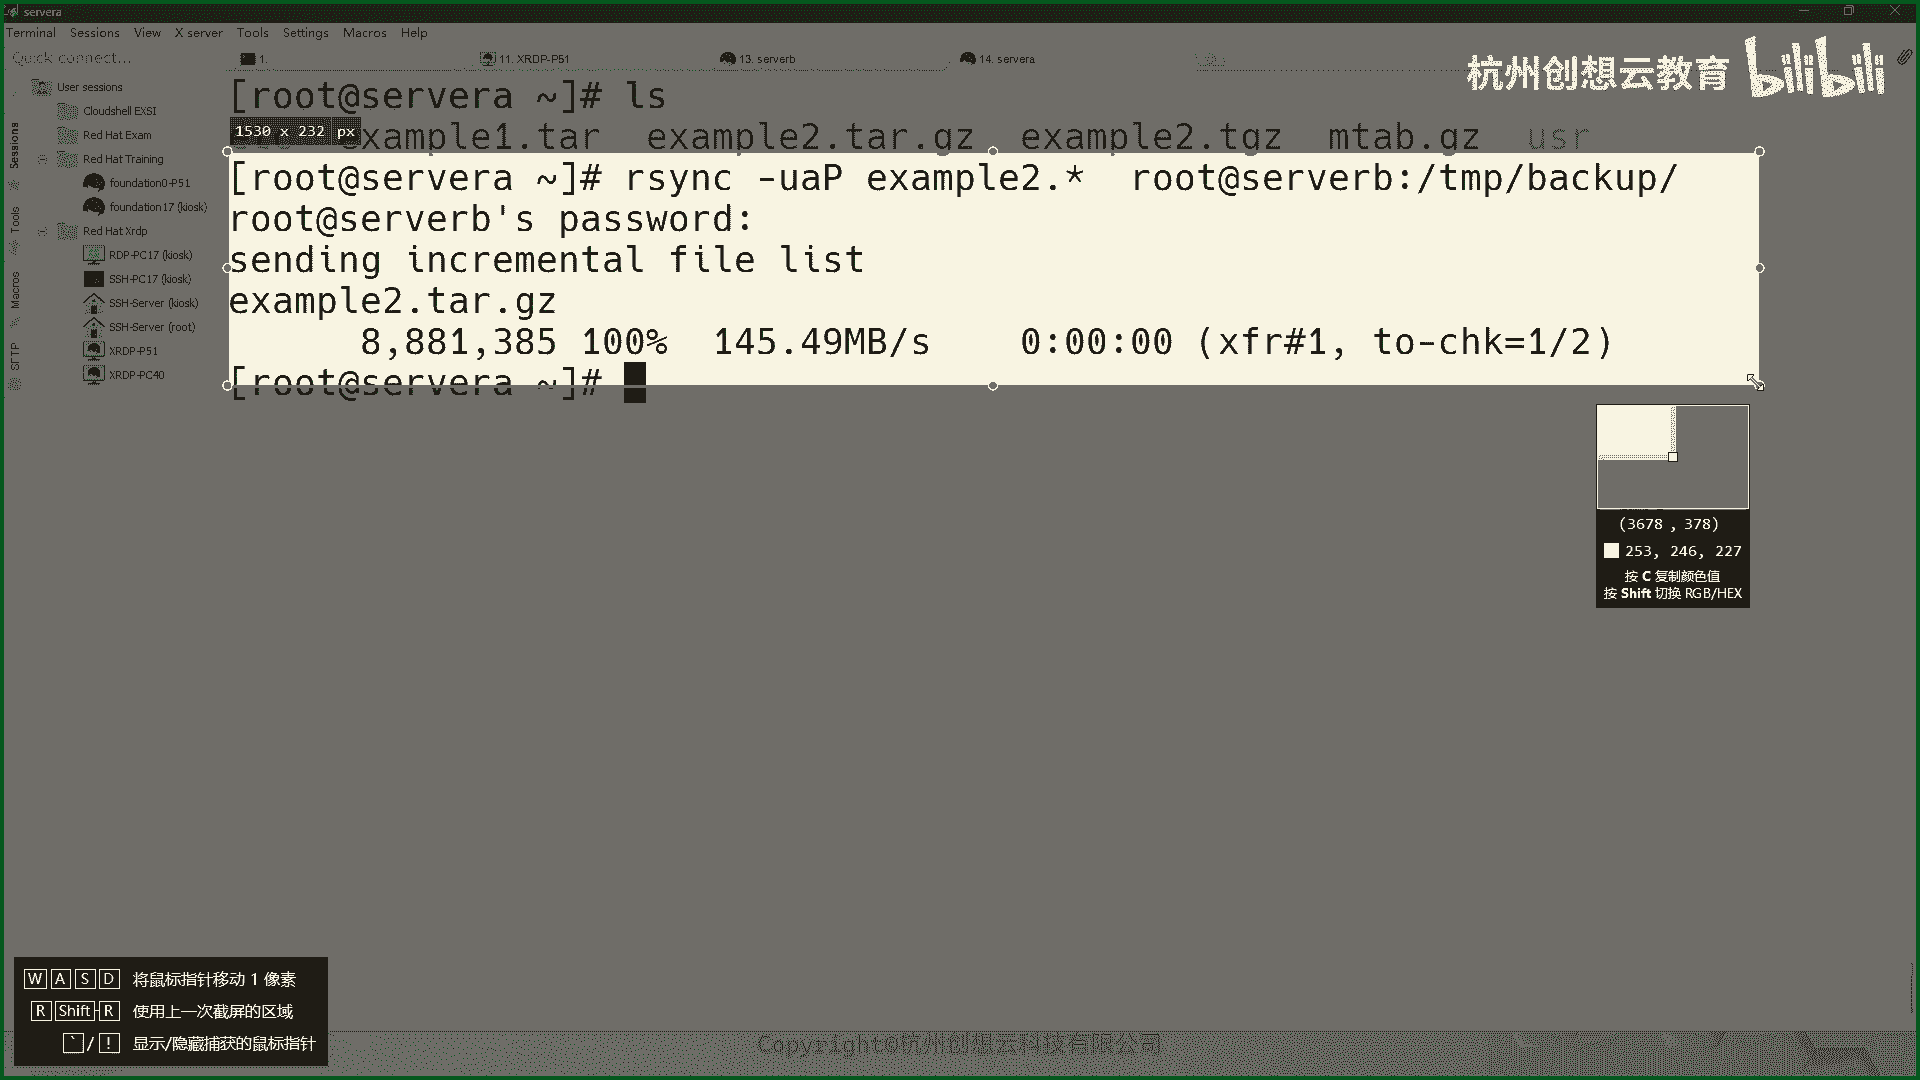 servera
Terminal Sessions View X server Tools Settings Macros Help
Quick connect...
1.
11. XRDP-P51
13. serverb
14. servera
杭州创想云教育 bilibili
User sessions
Cloudshell EXSI
Red Hat Exam
Red Hat Training
foundation0-P51
foundation17 (kiosk)
Red Hat Xrdp
RDP-PC17 (kiosk)
SSH-PC17 (kiosk)
SSH-Server (kiosk)
SSH-Server (root)
XRDP-P51
XRDP-PC40
Sessions
Tools
Macros
SFTP
[root@servera ~]# ls
1530 x 232 px
xample1.tar example2.tar.gz example2.tgz mtab.gz usr
[root@servera ~]# rsync -uaP example2.* root@serverb:/tmp/backup/
root@serverb's password:
sending incremental file list
example2.tar.gz
8,881,385 100% 145.49MB/s 0:00:00 (xfr#1, to-chk=1/2)
[root@servera ~]#
(3678 , 378)
253, 246, 227
按 C 复制颜色值
按 Shift 切换 RGB/HEX
W A S D 将鼠标指针移动 1 像素
R Shift-R 使用上一次截屏的区域
` / ! 显示/隐藏捕获的鼠标指针
Copyright©杭州创想云科技有限公司